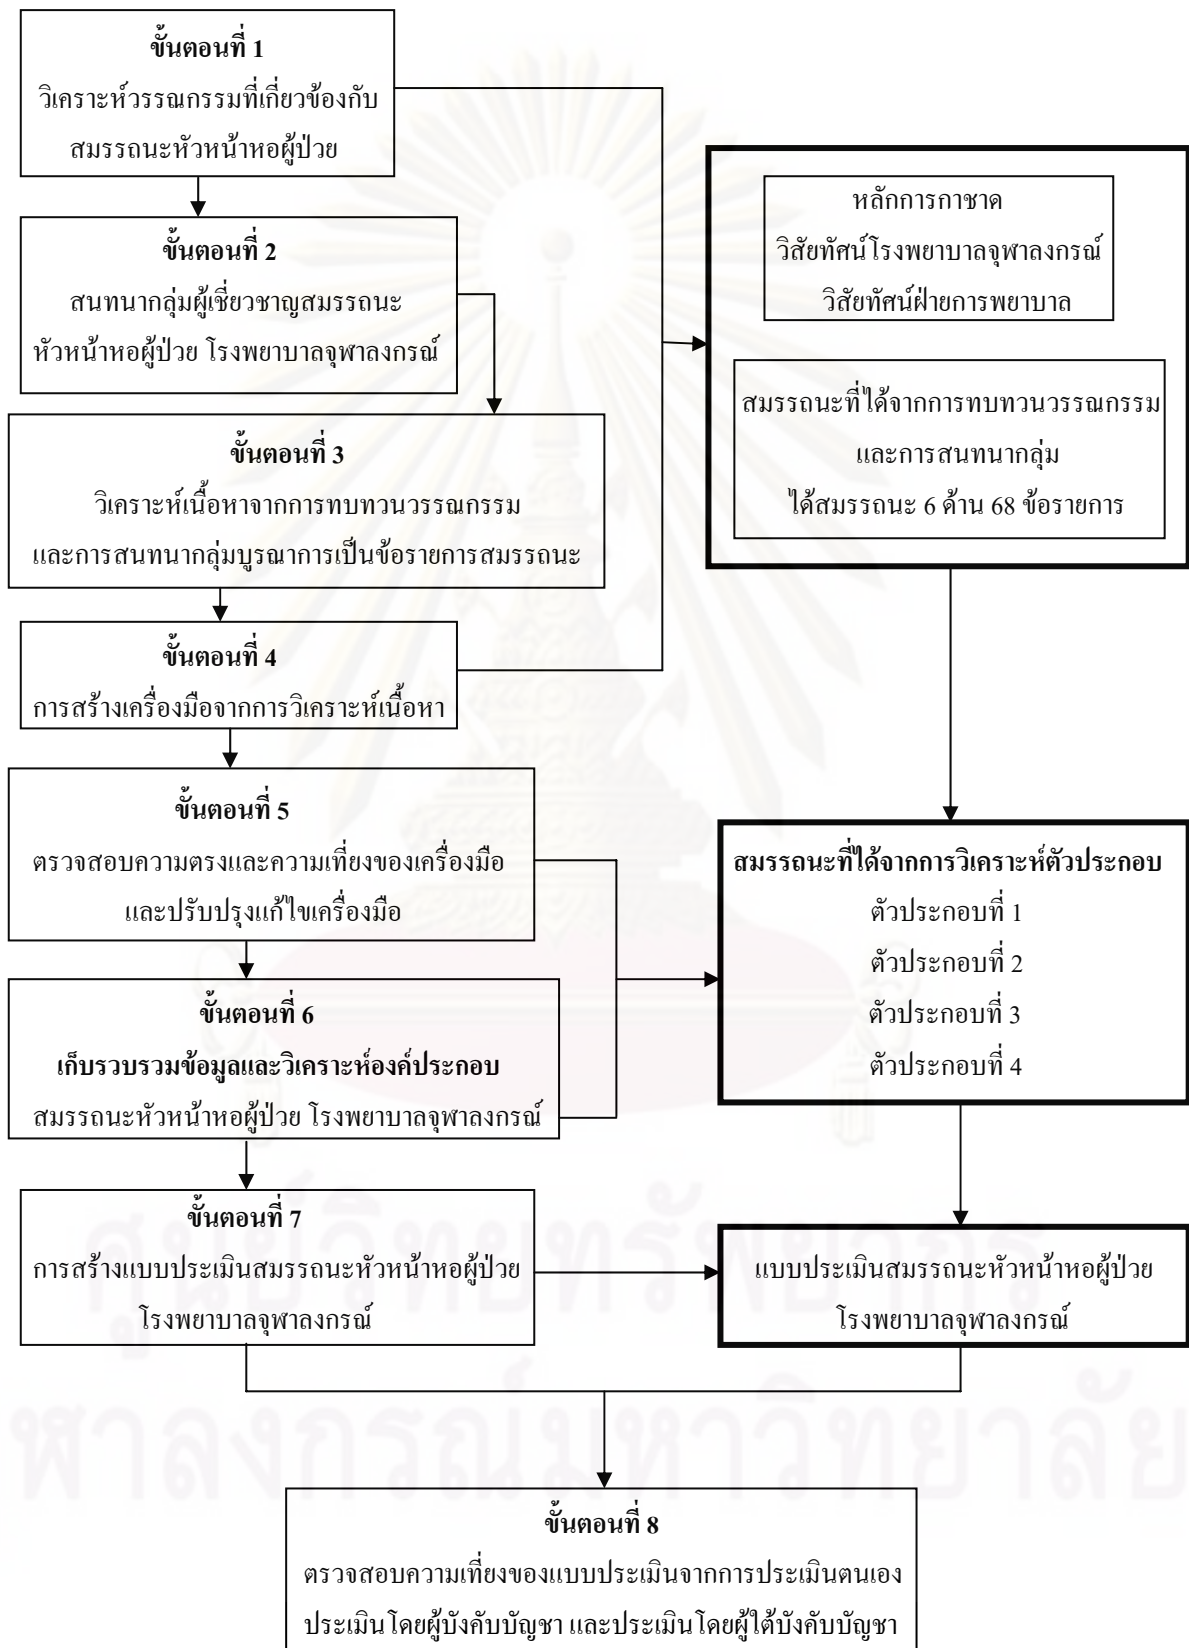 ขั้นตอนที่ 1
วิเคราะห์วรรณกรรมที่เกี่ยวข้องกับ
สมรรถนะหัวหน้าหอผู้ป่วย
ขั้นตอนที่ 2
สนทนากลุ่มผู้เชี่ยวชาญสมรรถนะ
หัวหน้าหอผู้ป่วย โรงพยาบาลจุฬาลงกรณ์
ขั้นตอนที่ 3
วิเคราะห์เนื้อหาจากการทบทวนวรรณกรรม
และการสนทนากลุ่มบูรณาการเป็นข้อรายการสมรรถนะ
ขั้นตอนที่ 4
การสร้างเครื่องมือจากการวิเคราะห์เนื้อหา
ขั้นตอนที่ 5
ตรวจสอบความตรงและความเที่ยงของเครื่องมือ
และปรับปรุงแก้ไขเครื่องมือ
ขั้นตอนที่ 6
เก็บรวบรวมข้อมูลและวิเคราะห์องค์ประกอบ
สมรรถนะหัวหน้าหอผู้ป่วย โรงพยาบาลจุฬาลงกรณ์
ขั้นตอนที่ 7
การสร้างแบบประเมินสมรรถนะหัวหน้าหอผู้ป่วย
โรงพยาบาลจุฬาลงกรณ์
หลักการกาชาด
วิสัยทัศน์โรงพยาบาลจุฬาลงกรณ์
วิสัยทัศน์ฝ่ายการพยาบาล
สมรรถนะที่ได้จากการทบทวนวรรณกรรม
และการสนทนากลุ่ม
ได้สมรรถนะ 6 ด้าน 68 ข้อรายการ
สมรรถนะที่ได้จากการวิเคราะห์ตัวประกอบ
ตัวประกอบที่ 1
ตัวประกอบที่ 2
ตัวประกอบที่ 3
ตัวประกอบที่ 4
แบบประเมินสมรรถนะหัวหน้าหอผู้ป่วย
โรงพยาบาลจุฬาลงกรณ์
ขั้นตอนที่ 8
ตรวจสอบความเที่ยงของแบบประเมินจากการประเมินตนเอง
ประเมินโดยผู้บังคับบัญชา และประเมินโดยผู้ใต้บังคับบัญชา
ศูนย์วิทยทรัพยากร
ฬาลงกรณ์มหาวิทยาลัย